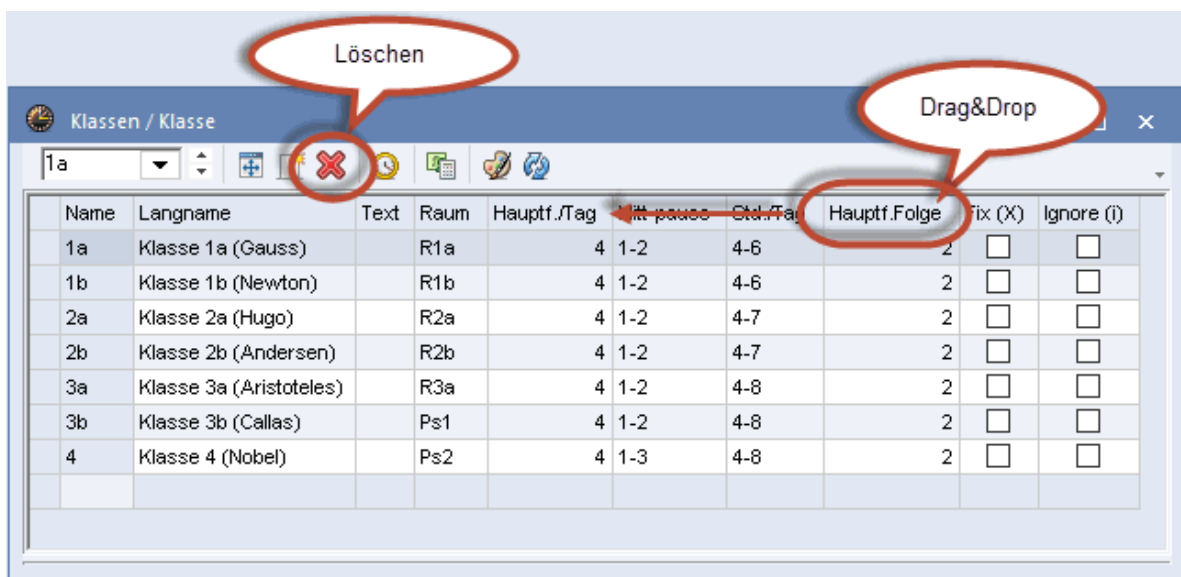 Löschen
Drag&Drop
Klassen / Klasse
1a
Name Langname Text Raum Hauptf./Tag Mitt-pause Std./Tag Hauptf.Folge Fix (X) Ignore (i)
1a Klasse 1a (Gauss) R1a 4 1-2 4-6 2
1b Klasse 1b (Newton) R1b 4 1-2 4-6 2
2a Klasse 2a (Hugo) R2a 4 1-2 4-7 2
2b Klasse 2b (Andersen) R2b 4 1-2 4-7 2
3a Klasse 3a (Aristoteles) R3a 4 1-2 4-8 2
3b Klasse 3b (Callas) Ps1 4 1-2 4-8 2
4 Klasse 4 (Nobel) Ps2 4 1-3 4-8 2